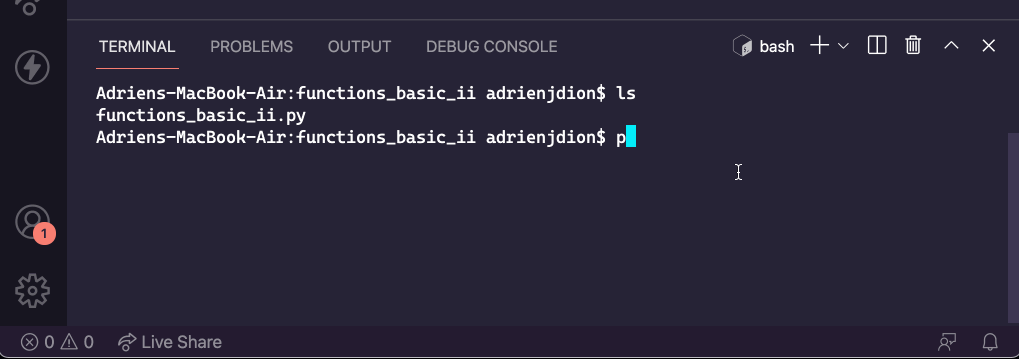 TERMINAL PROBLEMS OUTPUT DEBUG CONSOLE bash
Adriens-MacBook-Air:functions_basic_ii adrienjdion$ ls
functions_basic_ii.py
Adriens-MacBook-Air:functions_basic_ii adrienjdion$ p
1
0 0 Live Share